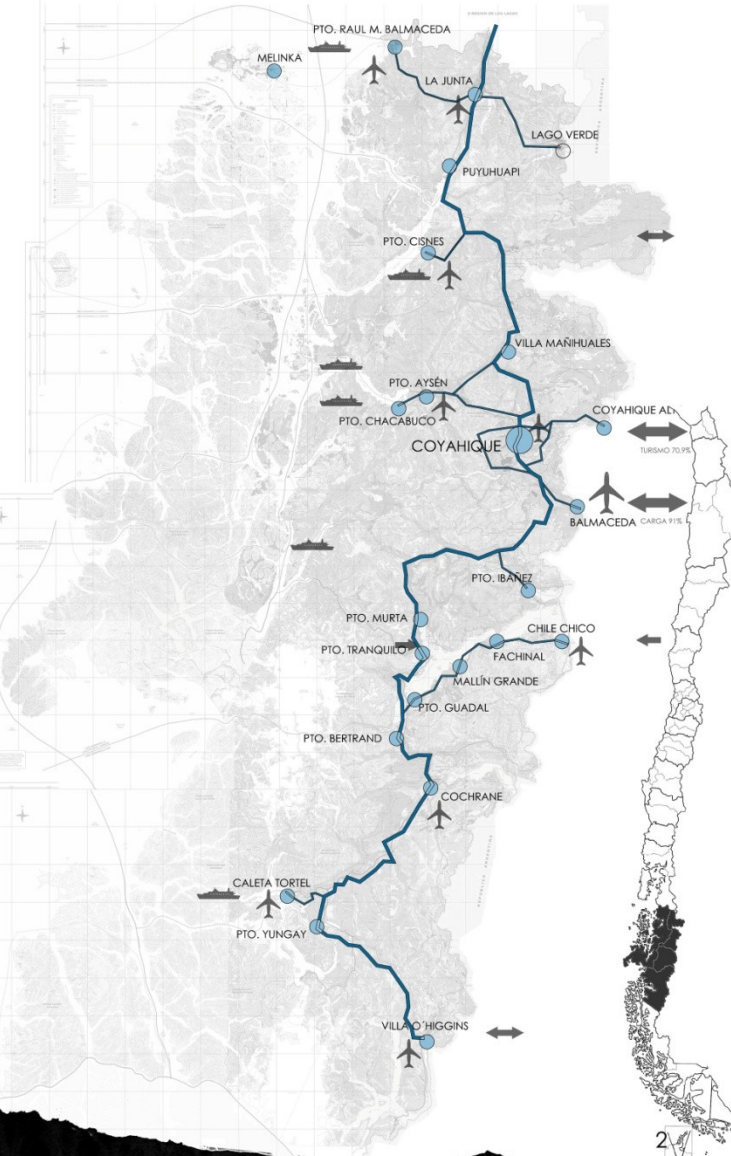 PTO. RAUL M. BALMACEDA
MELINKA
LA JUNTA
LAGO VERDE
PUYUHUAPI
PTO. CISNES
VILLA MAÑIHUALES
PTO. AYSÉN
PTO. CHACABUCO
COYAHIQUE AL
COYAHIQUE
TURISMO 70.9%
BALMACEDA
CARGA 91%
PTO. IBAÑEZ
PTO. MURTA
CHILE CHICO
PTO. TRANQUILO
FACHINAL
MALLÍN GRANDE
PTO. GUADAL
PTO. BERTRAND
COCHRANE
CALETA TORTEL
PTO. YUNGAY
VILLA O´HIGGINS
2